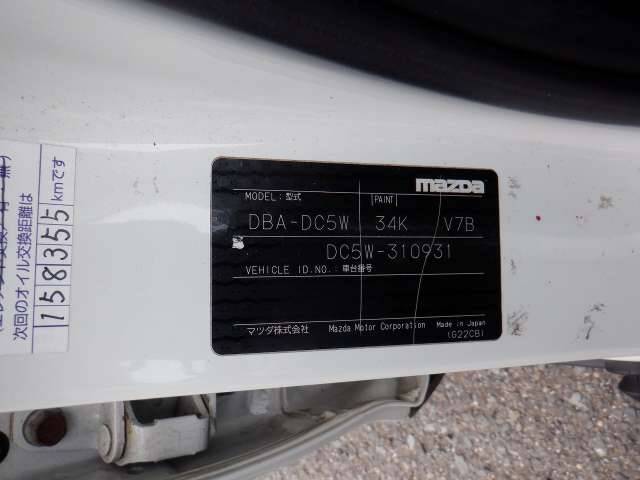 mazda
MODEL:型式
PAINT
DBA-DC5W 34K V7B
DC5W-310931
VEHICLE ID.NO.:車台番号
マツダ株式会社 Mazda Motor Corporation Made in Japan
(G22CB)
次回のオイル交換距離は
158355 kmです